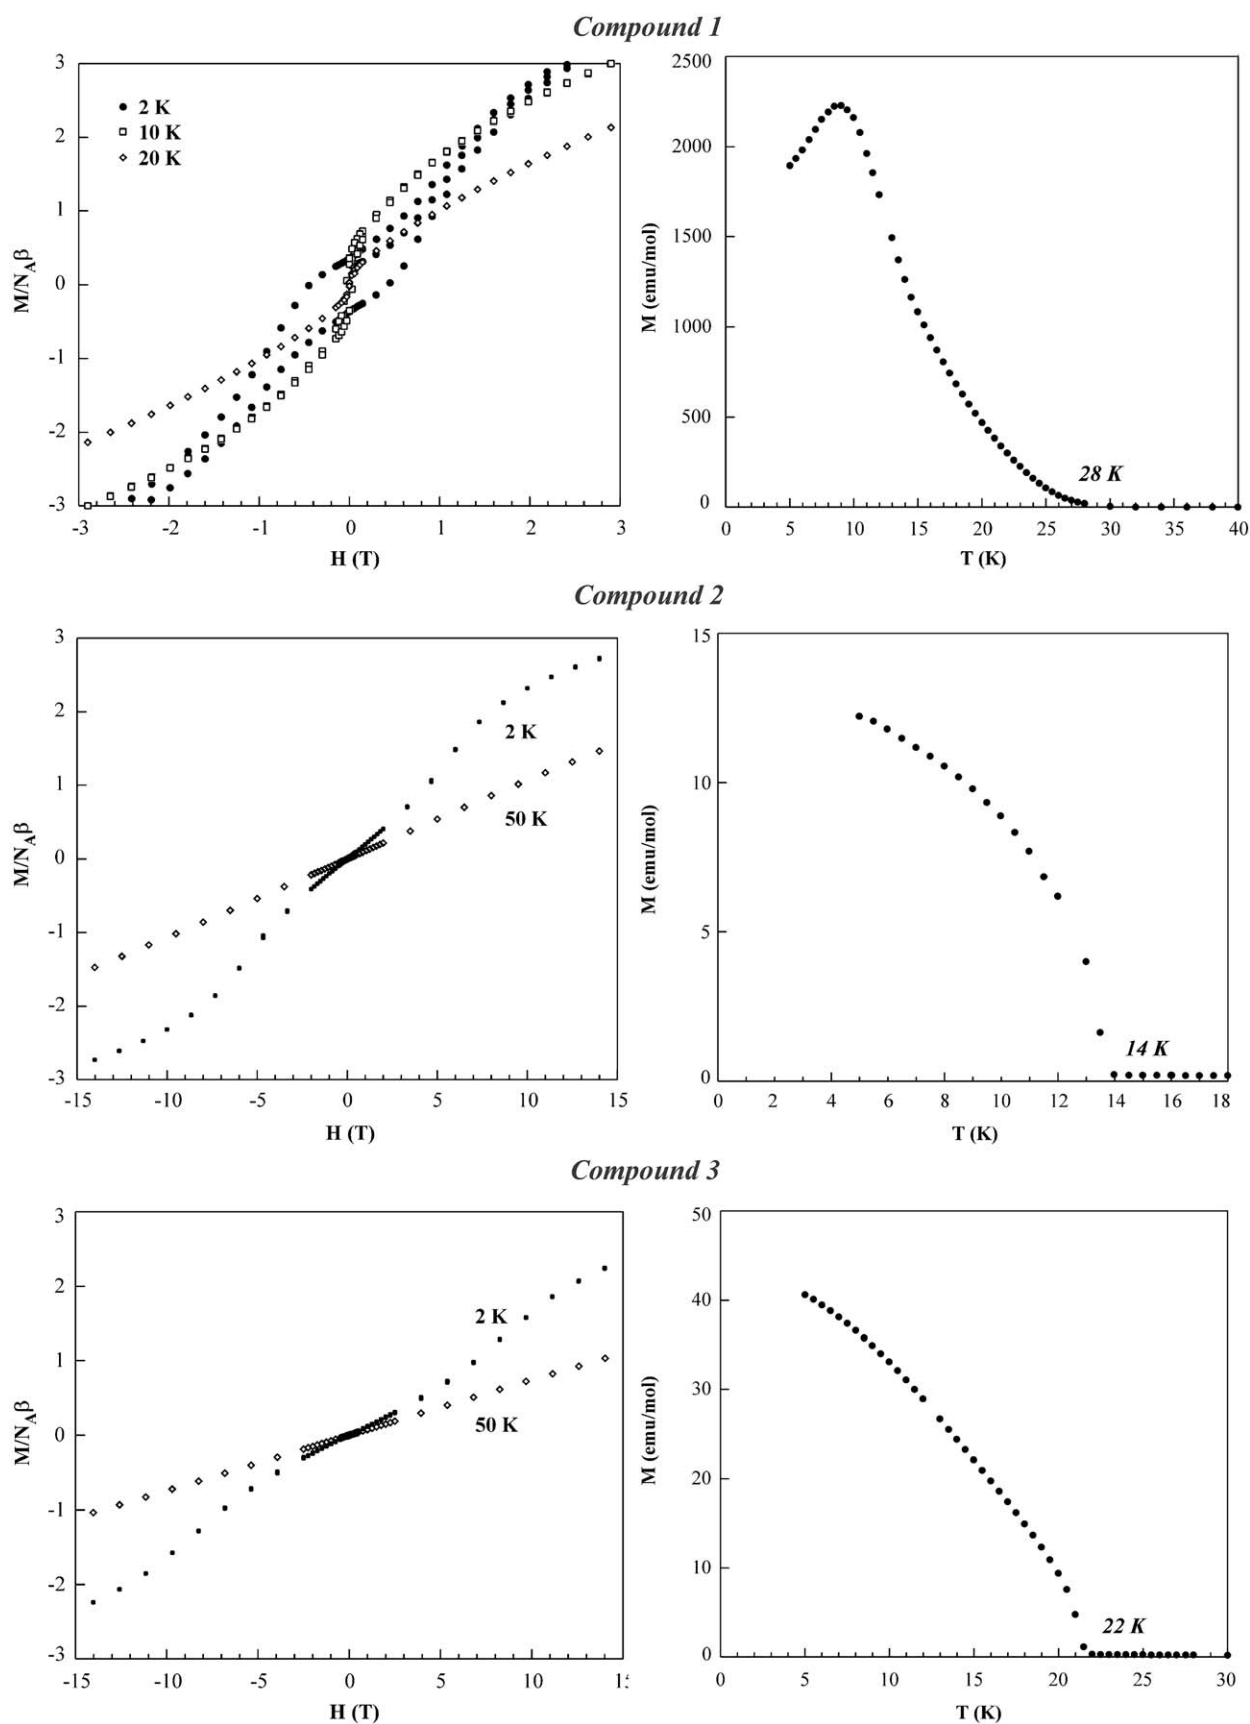 Compound 1
3
2
1
0
-1
-2
-3
M/N_Aβ
2 K
10 K
20 K
-3 -2 -1 0 1 2 3
H (T)
2500
2000
1500
1000
500
0
M (emu/mol)
28 K
0 5 10 15 20 25 30 35 40
T (K)
Compound 2
3
2
1
0
-1
-2
-3
M/N_Aβ
2 K
50 K
-15 -10 -5 0 5 10 15
H (T)
15
10
5
0
M (emu/mol)
14 K
0 2 4 6 8 10 12 14 16 18
T (K)
Compound 3
3
2
1
0
-1
-2
-3
M/N_Aβ
2 K
50 K
-15 -10 -5 0 5 10
H (T)
50
40
30
20
10
0
M (emu/mol)
22 K
0 5 10 15 20 25 30
T (K)